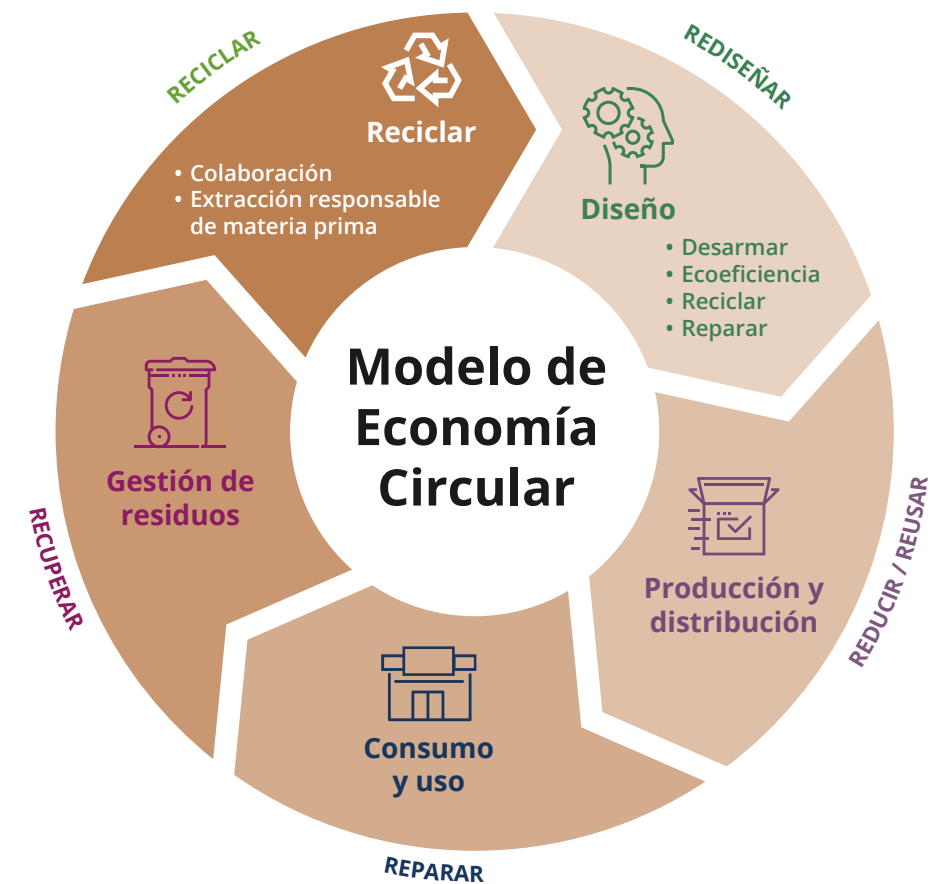 RECICLAR
Reciclar
• Colaboración
• Extracción responsable
de materia prima
REDISEÑAR
Diseño
• Desarmar
• Ecoeficiencia
• Reciclar
• Reparar
Modelo de
Economía
Circular
REDUCIR / REUSAR
Producción y
distribución
Consumo
y uso
REPARAR
Gestión de
residuos
RECUPERAR